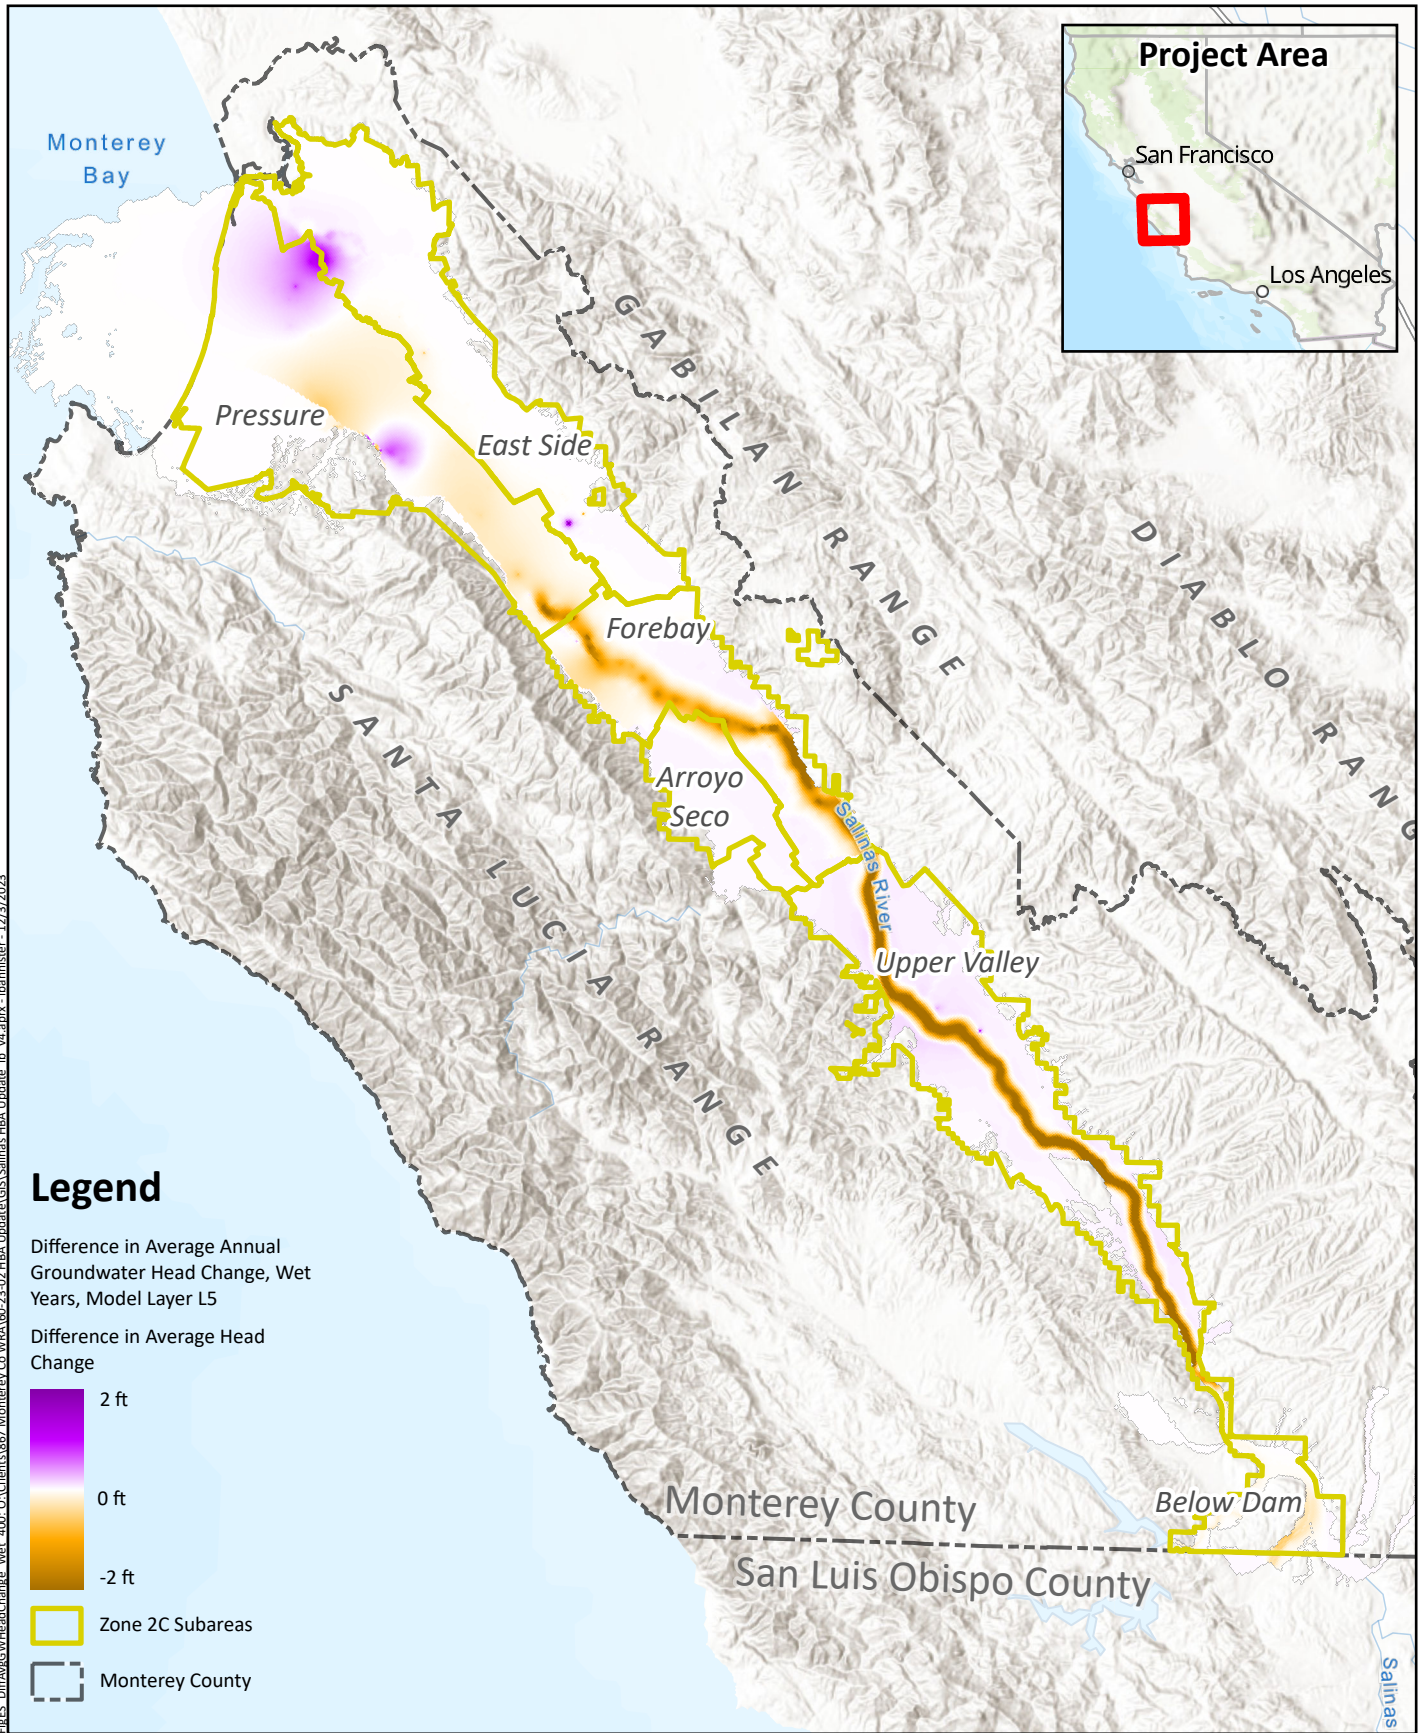 Project Area
San Francisco
Los Angeles
Monterey
Bay
GABILAN RANGE
DIABLO RANG
Pressure
East Side
Forebay
Arroyo
Seco
Salinas River
Upper Valley
SANTA LUCIA RANGE
Below Dam
Monterey County
San Luis Obispo County
Salinas
Legend
Difference in Average Annual
Groundwater Head Change, Wet
Years, Model Layer L5
Difference in Average Head
Change
2 ft
0 ft
-2 ft
Zone 2C Subareas
Monterey County